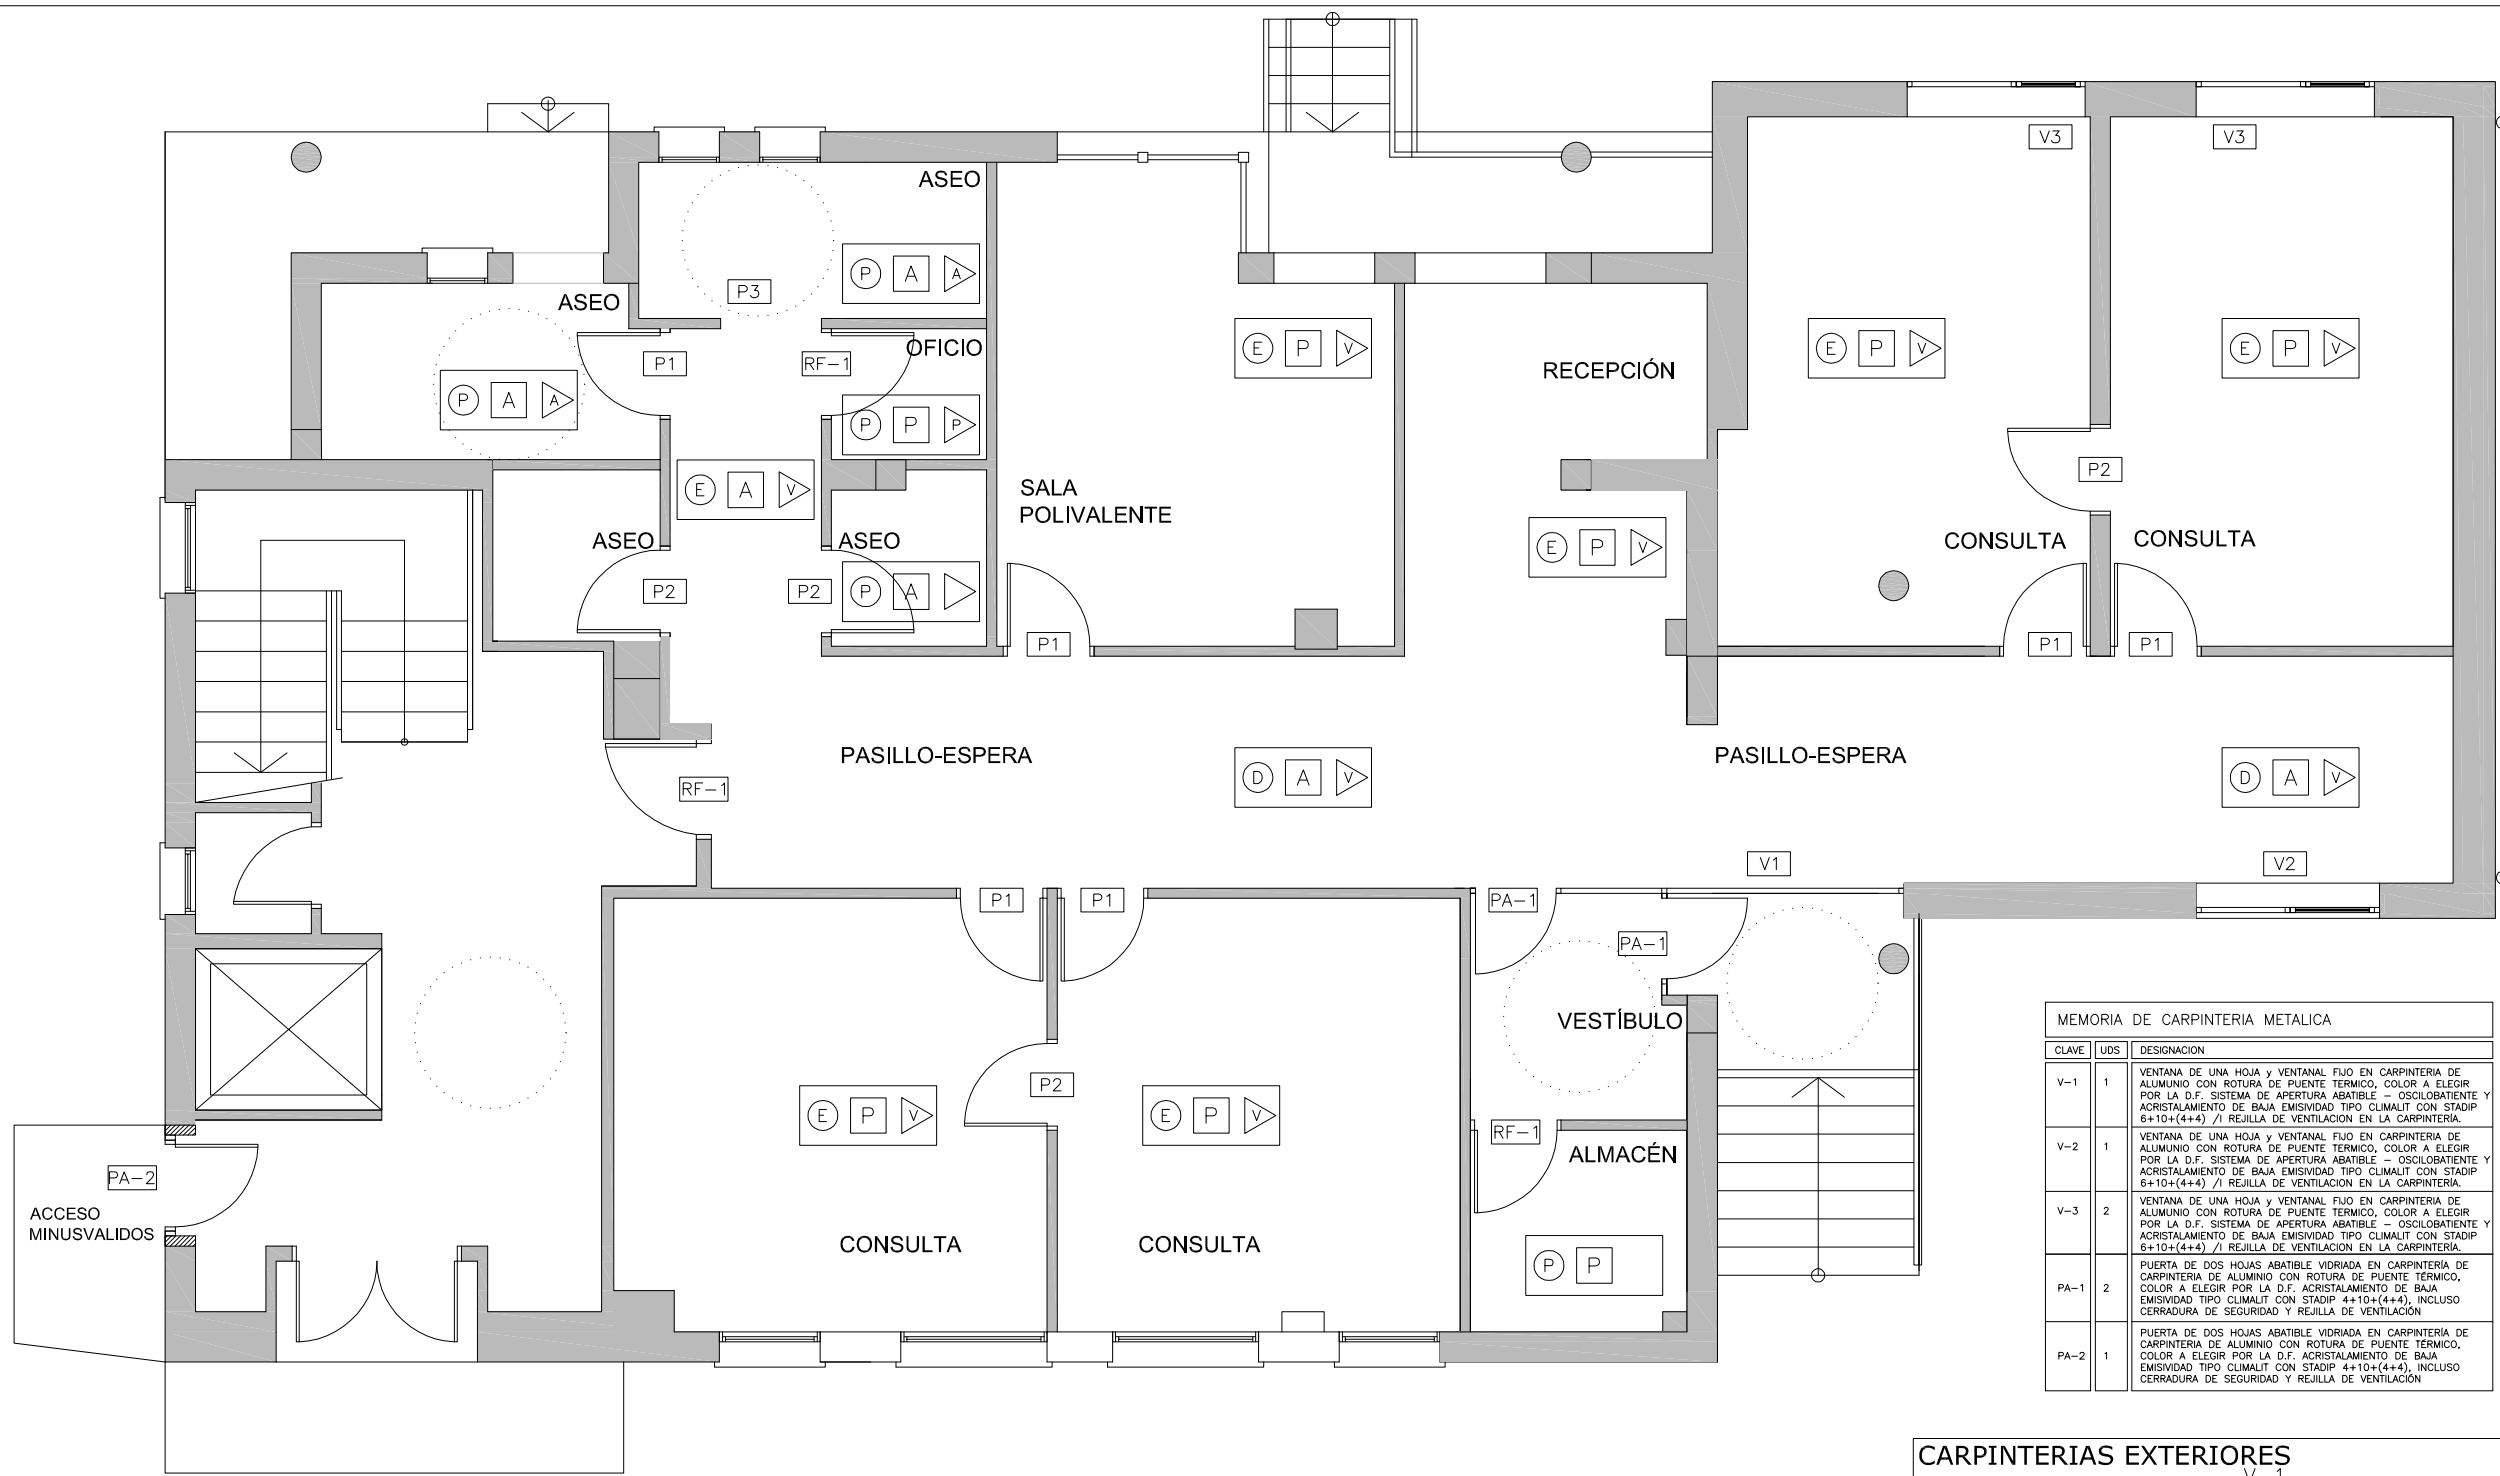 V3
V3
ASEO
P
A
A
P3
ASEO
P1
RF-1
OFICIO
E
P
V
E
P
V
E
P
V
RECEPCIÓN
P
A
A
P
P
P
P2
E
A
V
SALA
POLIVALENTE
ASEO
ASEO
CONSULTA
CONSULTA
E
P
V
P2
P2
P
A
P1
P1
P1
PASILLO-ESPERA
PASILLO-ESPERA
RF-1
D
A
V
D
A
V
V1
V2
P1
P1
PA-1
PA-1
VESTÍBULO
P2
E
P
V
E
P
V
RF-1
ALMACÉN
PA-2
ACCESO
MINUSVALIDOS
CONSULTA
CONSULTA
P
P
MEMORIA DE CARPINTERIA METALICA
CLAVE UDS DESIGNACION
V-1 1 VENTANA DE UNA HOJA y VENTANAL FIJO EN CARPINTERIA DE
ALUMUNIO CON ROTURA DE PUENTE TERMICO, COLOR A ELEGIR
POR LA D.F. SISTEMA DE APERTURA ABATIBLE - OSCILOBATIENTE Y
ACRISTALAMIENTO DE BAJA EMISIVIDAD TIPO CLIMALIT CON STADIP
6+10+(4+4) /I REJILLA DE VENTILACION EN LA CARPINTERÍA.
V-2 1 VENTANA DE UNA HOJA y VENTANAL FIJO EN CARPINTERIA DE
ALUMUNIO CON ROTURA DE PUENTE TERMICO, COLOR A ELEGIR
POR LA D.F. SISTEMA DE APERTURA ABATIBLE - OSCILOBATIENTE Y
ACRISTALAMIENTO DE BAJA EMISIVIDAD TIPO CLIMALIT CON STADIP
6+10+(4+4) /I REJILLA DE VENTILACION EN LA CARPINTERÍA.
V-3 2 VENTANA DE UNA HOJA y VENTANAL FIJO EN CARPINTERIA DE
ALUMUNIO CON ROTURA DE PUENTE TERMICO, COLOR A ELEGIR
POR LA D.F. SISTEMA DE APERTURA ABATIBLE - OSCILOBATIENTE Y
ACRISTALAMIENTO DE BAJA EMISIVIDAD TIPO CLIMALIT CON STADIP
6+10+(4+4) /I REJILLA DE VENTILACION EN LA CARPINTERÍA.
PA-1 2 PUERTA DE DOS HOJAS ABATIBLE VIDRIADA EN CARPINTERÍA DE
CARPINTERIA DE ALUMINIO CON ROTURA DE PUENTE TÉRMICO,
COLOR A ELEGIR POR LA D.F. ACRISTALAMIENTO DE BAJA
EMISIVIDAD TIPO CLIMALIT CON STADIP 4+10+(4+4), INCLUSO
CERRADURA DE SEGURIDAD Y REJILLA DE VENTILACIÓN
PA-2 1 PUERTA DE DOS HOJAS ABATIBLE VIDRIADA EN CARPINTERÍA DE
CARPINTERIA DE ALUMINIO CON ROTURA DE PUENTE TÉRMICO,
COLOR A ELEGIR POR LA D.F. ACRISTALAMIENTO DE BAJA
EMISIVIDAD TIPO CLIMALIT CON STADIP 4+10+(4+4), INCLUSO
CERRADURA DE SEGURIDAD Y REJILLA DE VENTILACIÓN
CARPINTERIAS EXTERIORES